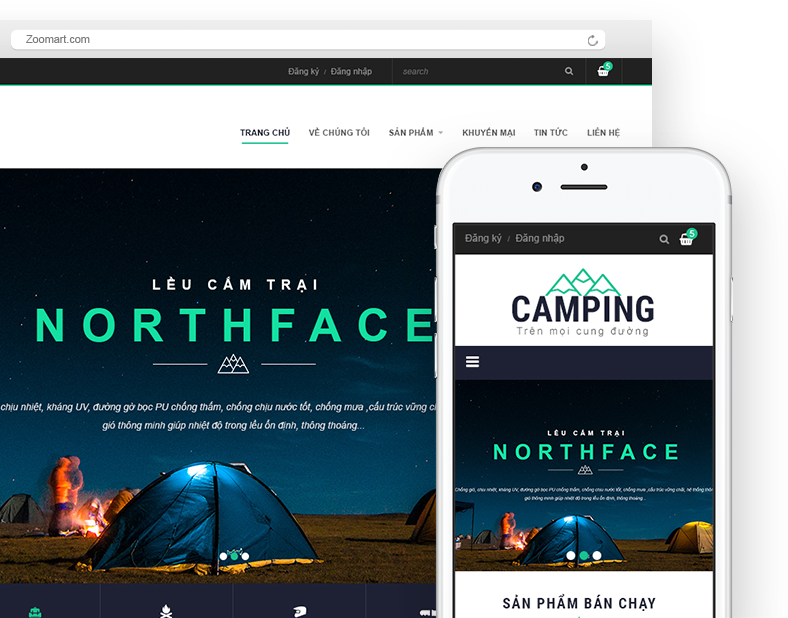 Zoomart.com
Đăng ký / Đăng nhập
search
5
TRANG CHỦ VỀ CHÚNG TÔI SẢN PHẨM KHUYẾN MẠI TIN TỨC LIÊN HỆ
LỀU CẮM TRẠI
NORTHFACE
chịu nhiệt, kháng UV, đường gờ bọc PU chống thấm, chống chịu nước tốt, chống mưa ,cấu trúc vững
gió thông minh giúp nhiệt độ trong lều ổn định, thông thoáng...
Đăng ký / Đăng nhập
5
CAMPING
Trên mọi cung đường
LỀU CẮM TRẠI
NORTHFACE
Chống gió, chịu nhiệt, kháng UV, đường gờ bọc PU chống thấm, chống chịu nước tốt, chống mưa ,cấu trúc vững chãi, hệ thống thôn
gió thông minh giúp nhiệt độ trong lều ổn định, thông thoáng...
SẢN PHẨM BÁN CHẠY